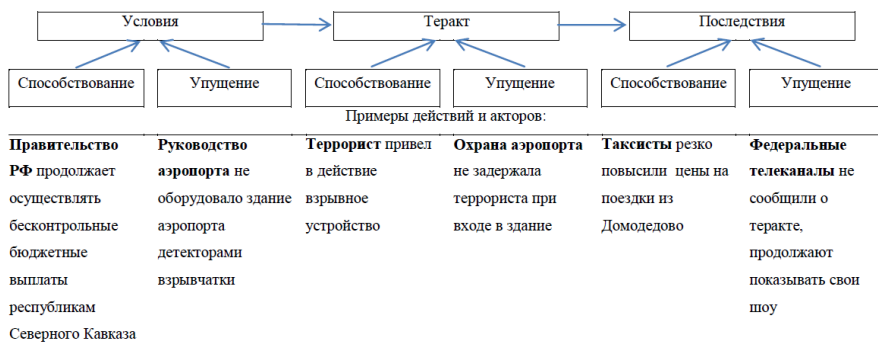 Условия Теракт Последствия
Способствование Упущение Способствование Упущение Способствование Упущение
Примеры действий и акторов:
Правительство РФ продолжает осуществлять бесконтрольные бюджетные выплаты республикам Северного Кавказа
Руководство аэропорта не оборудовало здание аэропорта детекторами взрывчатки
Террорист привел в действие взрывное устройство
Охрана аэропорта не задержала террориста при входе в здание
Таксисты резко повысили цены на поездки из Домодедово
Федеральные телеканалы не сообщили о теракте, продолжают показывать свои шоу